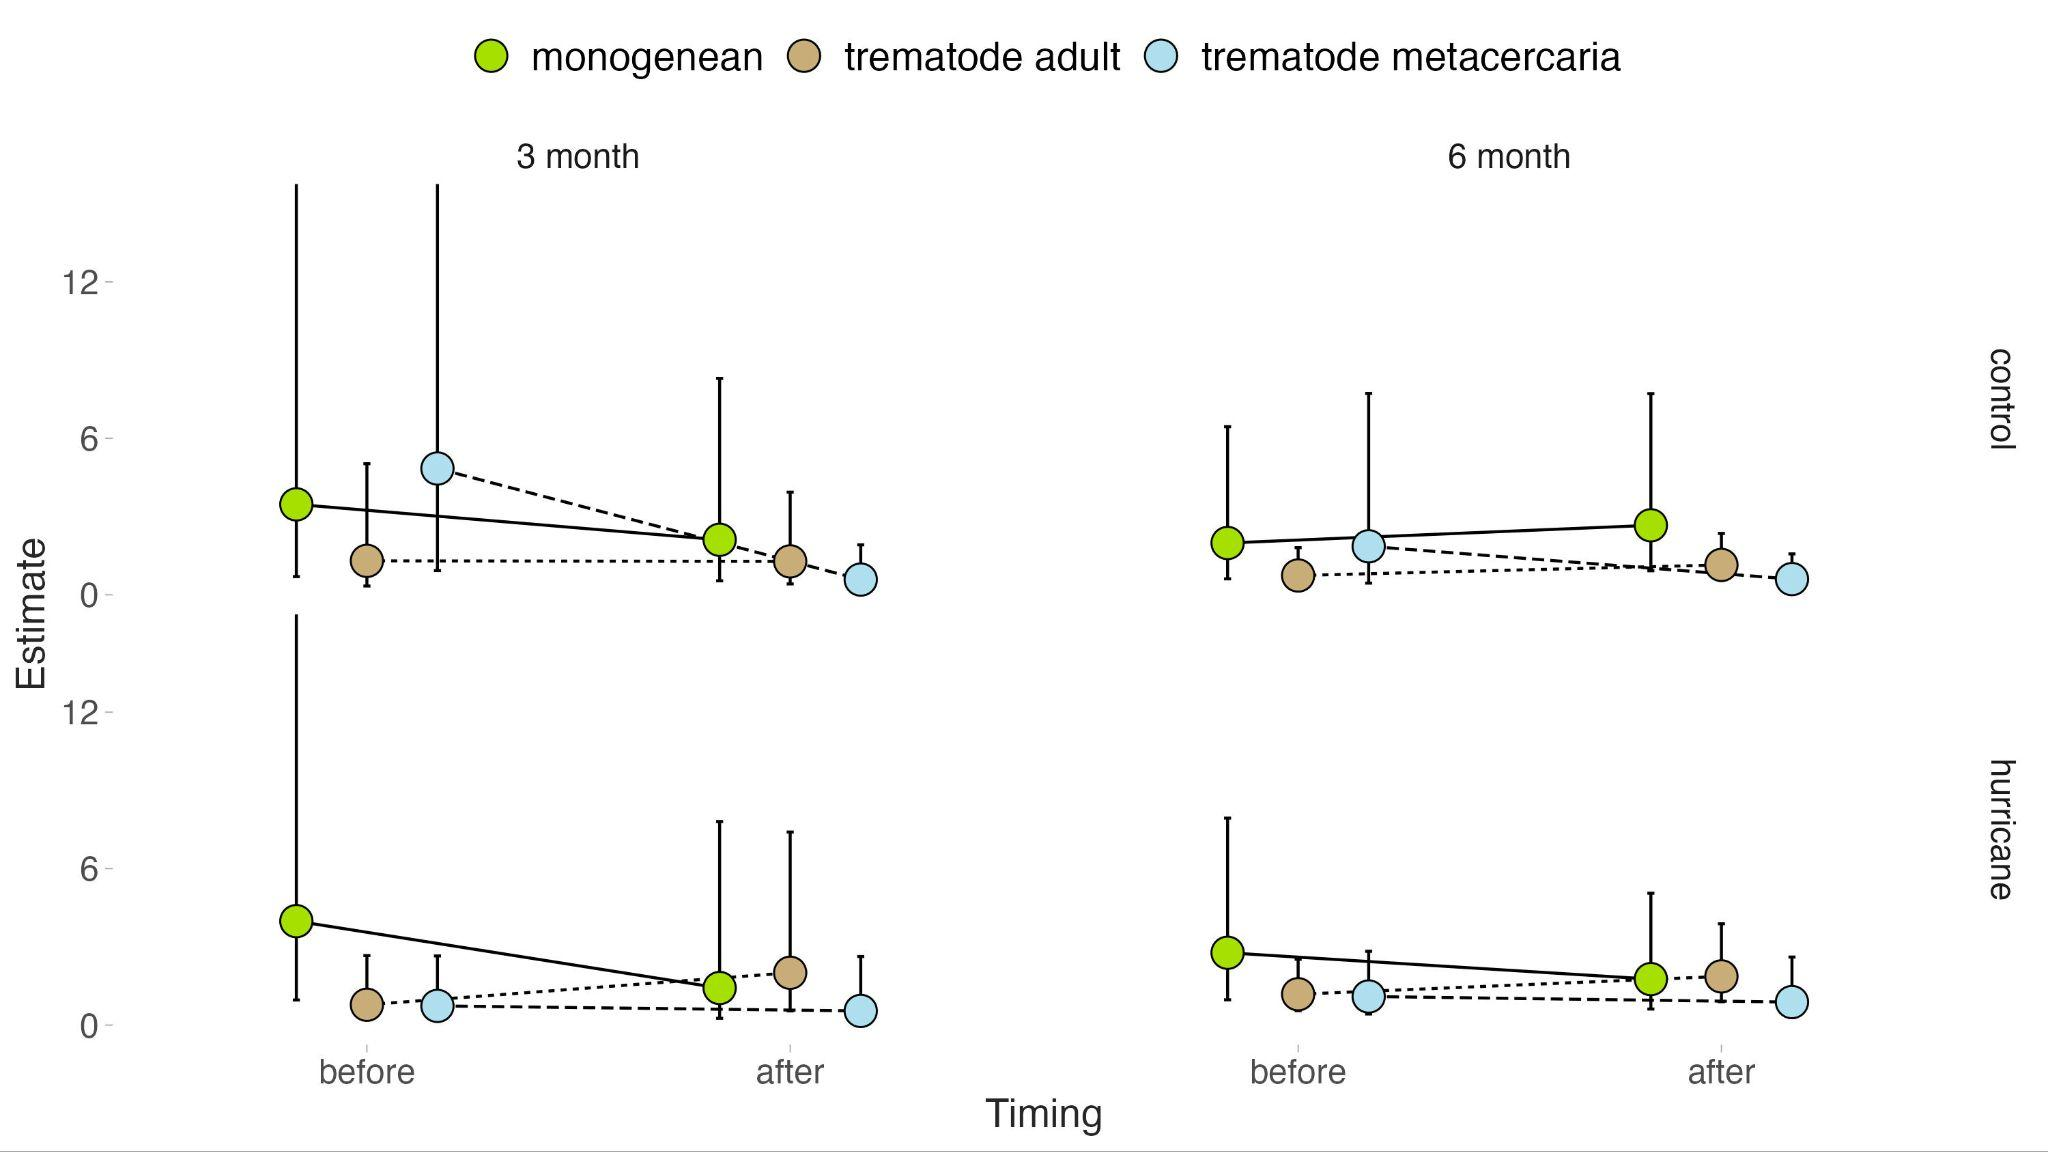 monogenean trematode adult trematode metacercaria
3 month 6 month
12
6
0
control
Estimate
12
6
0
hurricane
before after before after
Timing